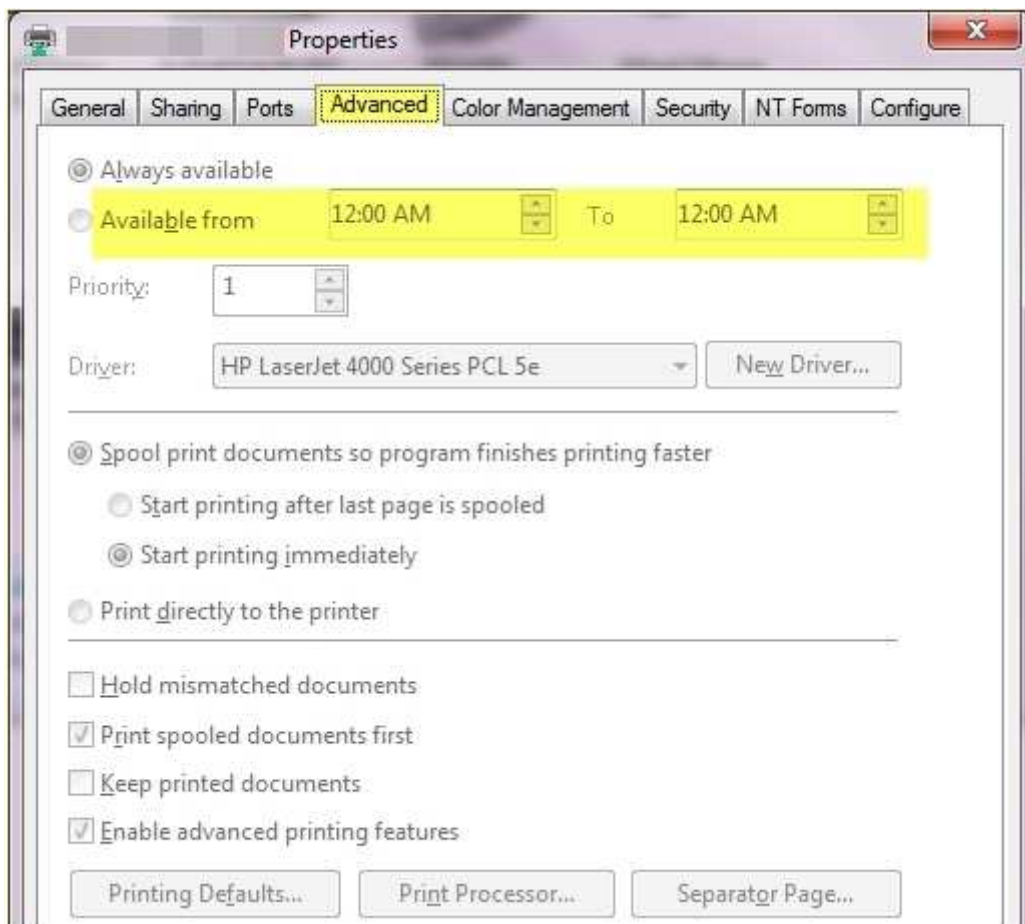 Properties
General Sharing Ports Advanced Color Management Security NT Forms Configure
Always available
Available from 12:00 AM To 12:00 AM
Priority: 1
Driver: HP LaserJet 4000 Series PCL 5e New Driver...
Spool print documents so program finishes printing faster
Start printing after last page is spooled
Start printing immediately
Print directly to the printer
Hold mismatched documents
Print spooled documents first
Keep printed documents
Enable advanced printing features
Printing Defaults... Print Processor... Separator Page...